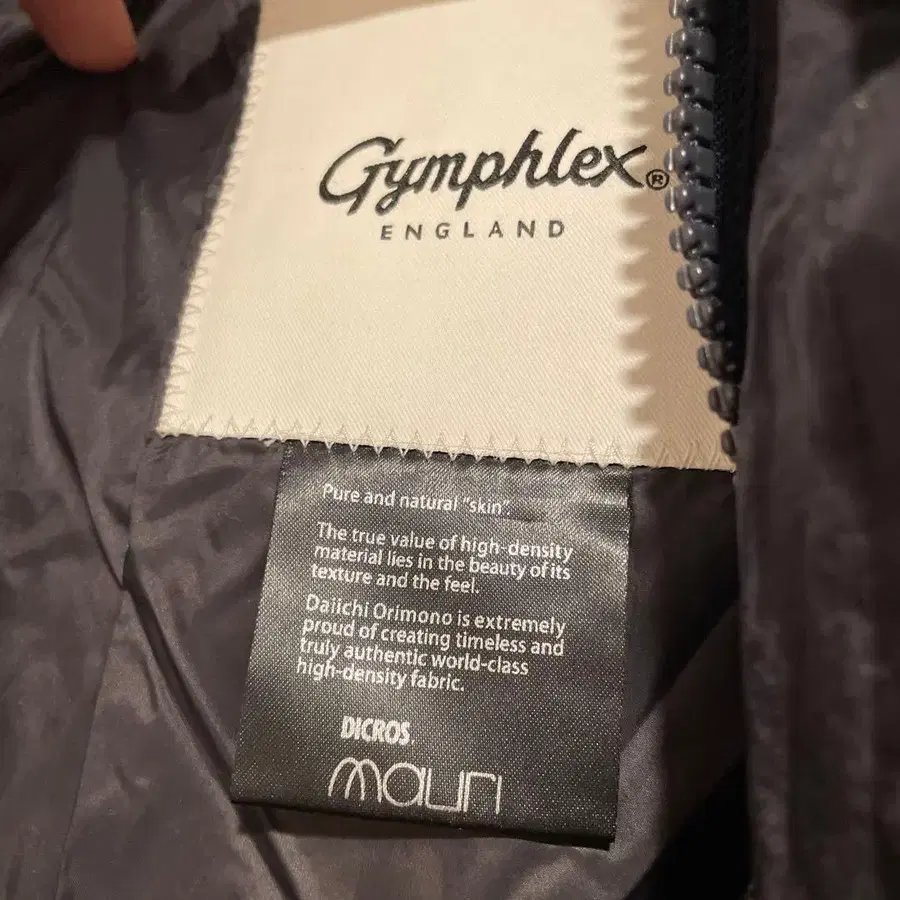 Gymphlex®
ENGLAND
Pure and natural "skin".
The true value of high-density
material lies in the beauty of its
texture and the feel.
Daiichi Orimono is extremely
proud of creating timeless and
truly authentic world-class
high-density fabric.
DICROS.
mauri